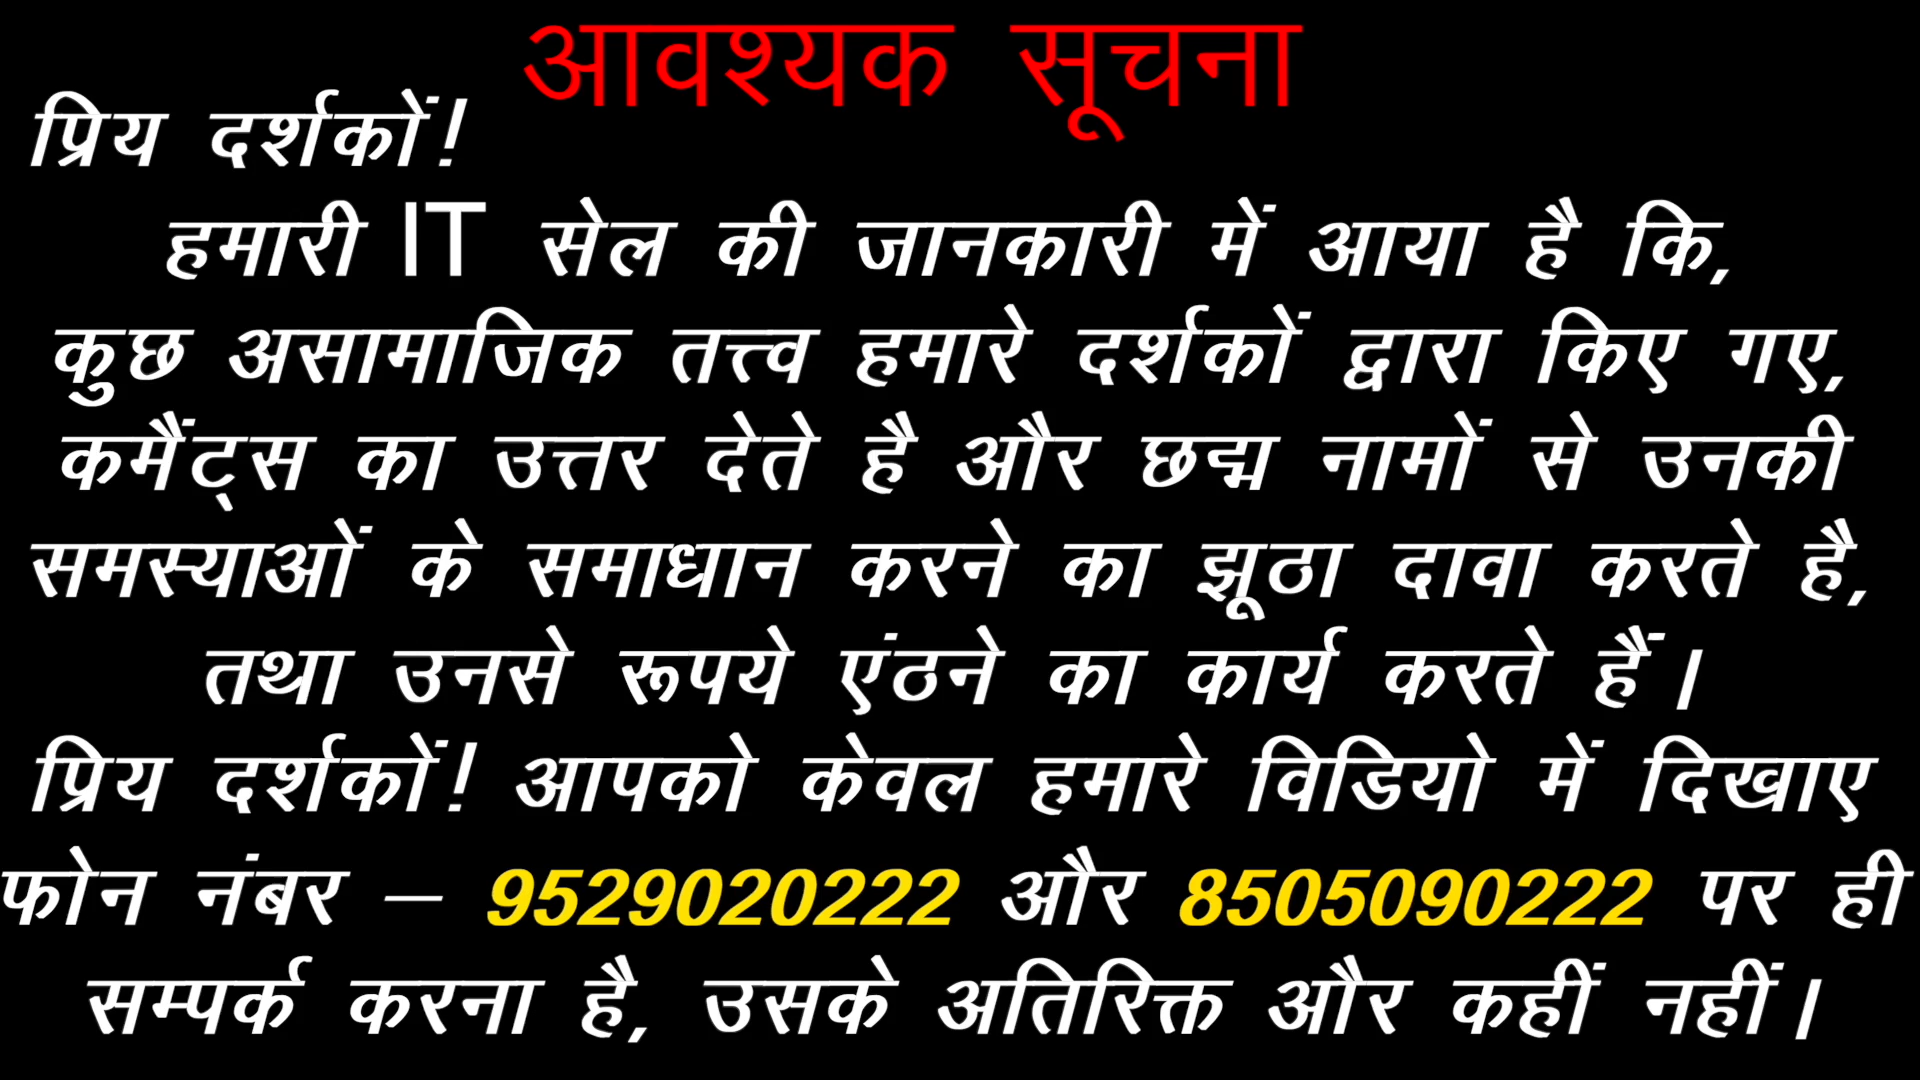 आवश्यक सूचना
प्रिय दर्शकों!
हमारी IT सेल की जानकारी में आया है कि,
कुछ असामाजिक तत्त्व हमारे दर्शकों द्वारा किए गए,
कमैंट्स का उत्तर देते है और छद्म नामों से उनकी
समस्याओं के समाधान करने का झूठा दावा करते है,
तथा उनसे रूपये एंठने का कार्य करते हैं।
प्रिय दर्शकों! आपको केवल हमारे विडियो में दिखाए
फोन नंबर – 9529020222 और 8505090222 पर ही
सम्पर्क करना है, उसके अतिरिक्त और कहीं नहीं।